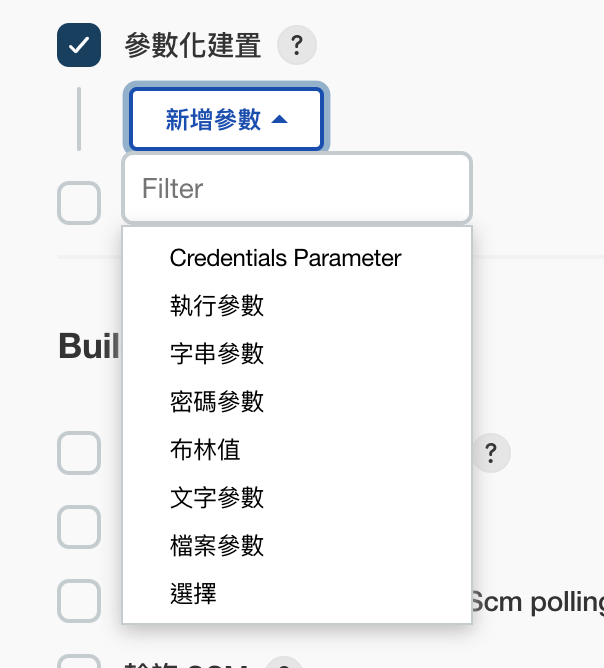 參數化建置 ?
新增參數
Filter
Credentials Parameter
執行參數
字串參數
Buil
密碼參數
布林值
?
文字參數
檔案參數
選擇
Scm polling
SCM ?